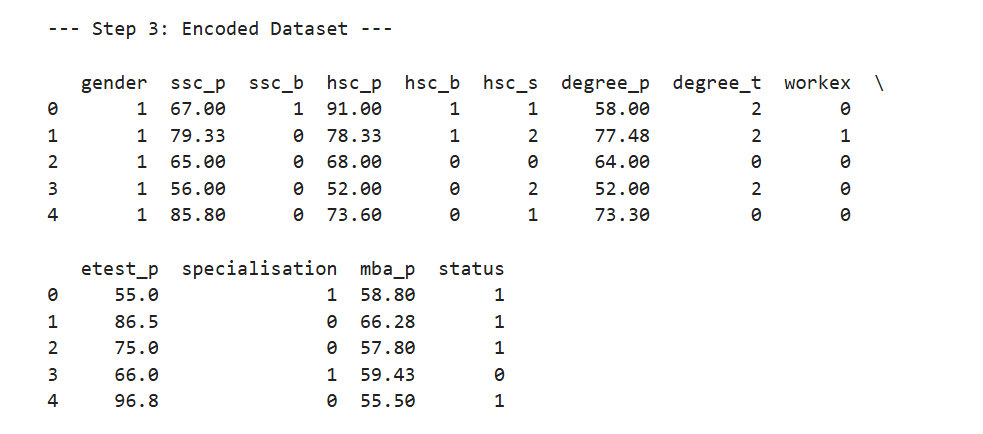 --- Step 3: Encoded Dataset ---
gender ssc_p ssc_b hsc_p hsc_b hsc_s degree_p degree_t workex \
0 1 67.00 1 91.00 1 1 58.00 2 0
1 1 79.33 0 78.33 1 2 77.48 2 1
2 1 65.00 0 68.00 0 0 64.00 0 0
3 1 56.00 0 52.00 0 2 52.00 2 0
4 1 85.80 0 73.60 0 1 73.30 0 0
etest_p specialisation mba_p status
0 55.0 1 58.80 1
1 86.5 0 66.28 1
2 75.0 0 57.80 1
3 66.0 1 59.43 0
4 96.8 0 55.50 1